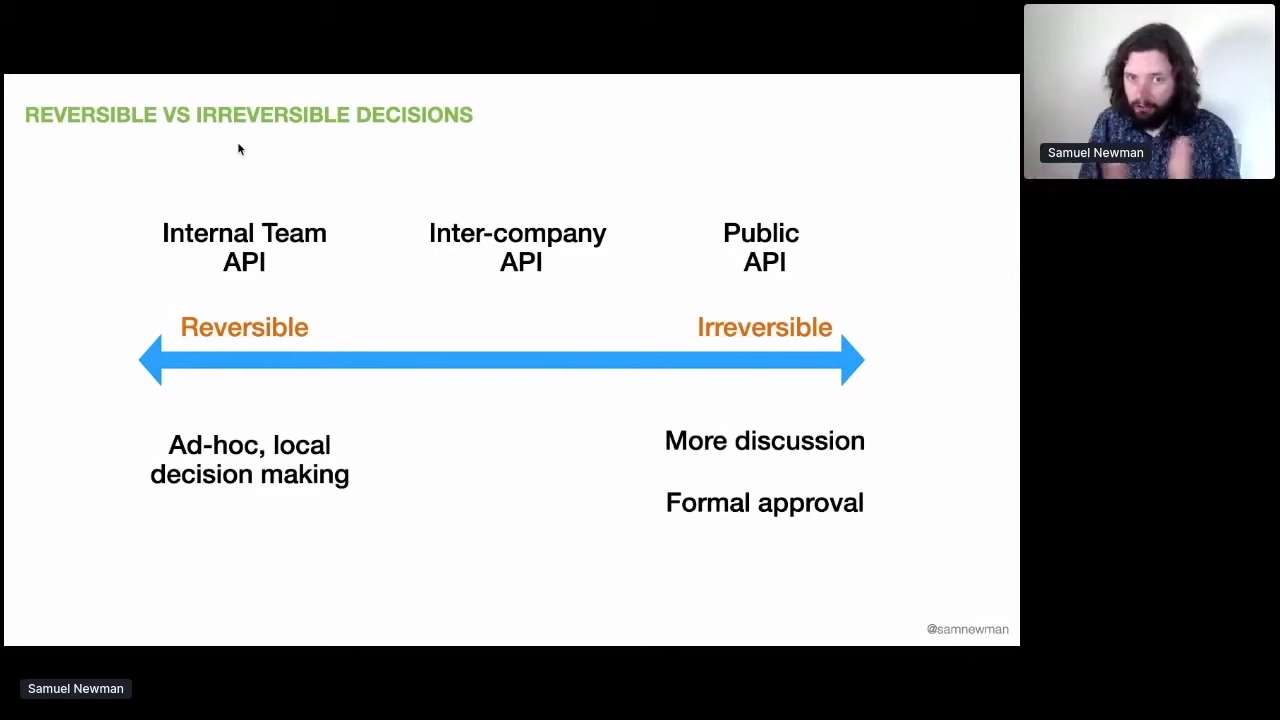 REVERSIBLE VS IRREVERSIBLE DECISIONS
Internal Team
API
Inter-company
API
Public
API
Reversible
Irreversible
Ad-hoc, local
decision making
More discussion
Formal approval
@samnewman
Samuel Newman
Samuel Newman